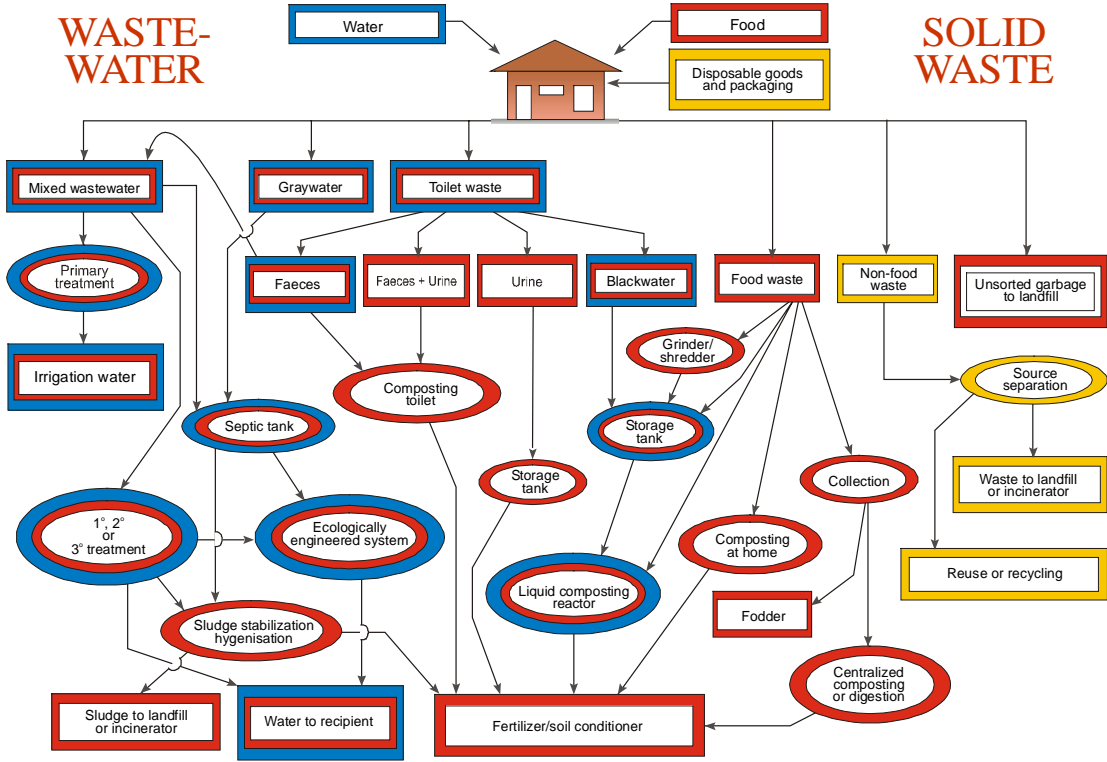 WASTE-
WATER
Water
Food
SOLID
WASTE
Disposable goods
and packaging
Mixed wastewater
Graywater
Toilet waste
Primary
treatment
Faeces
Faeces + Urine
Urine
Blackwater
Food waste
Non-food
waste
Unsorted garbage
to landfill
Irrigation water
Composting
toilet
Grinder/
shredder
Source
separation
Septic tank
Storage
tank
Storage
tank
Collection
Waste to landfill
or incinerator
1°, 2°
or
3° treatment
Ecologically
engineered system
Composting
at home
Reuse or recycling
Liquid composting
reactor
Fodder
Sludge stabilization
hygenisation
Centralized
composting
or digestion
Sludge to landfill
or incinerator
Water to recipient
Fertilizer/soil conditioner